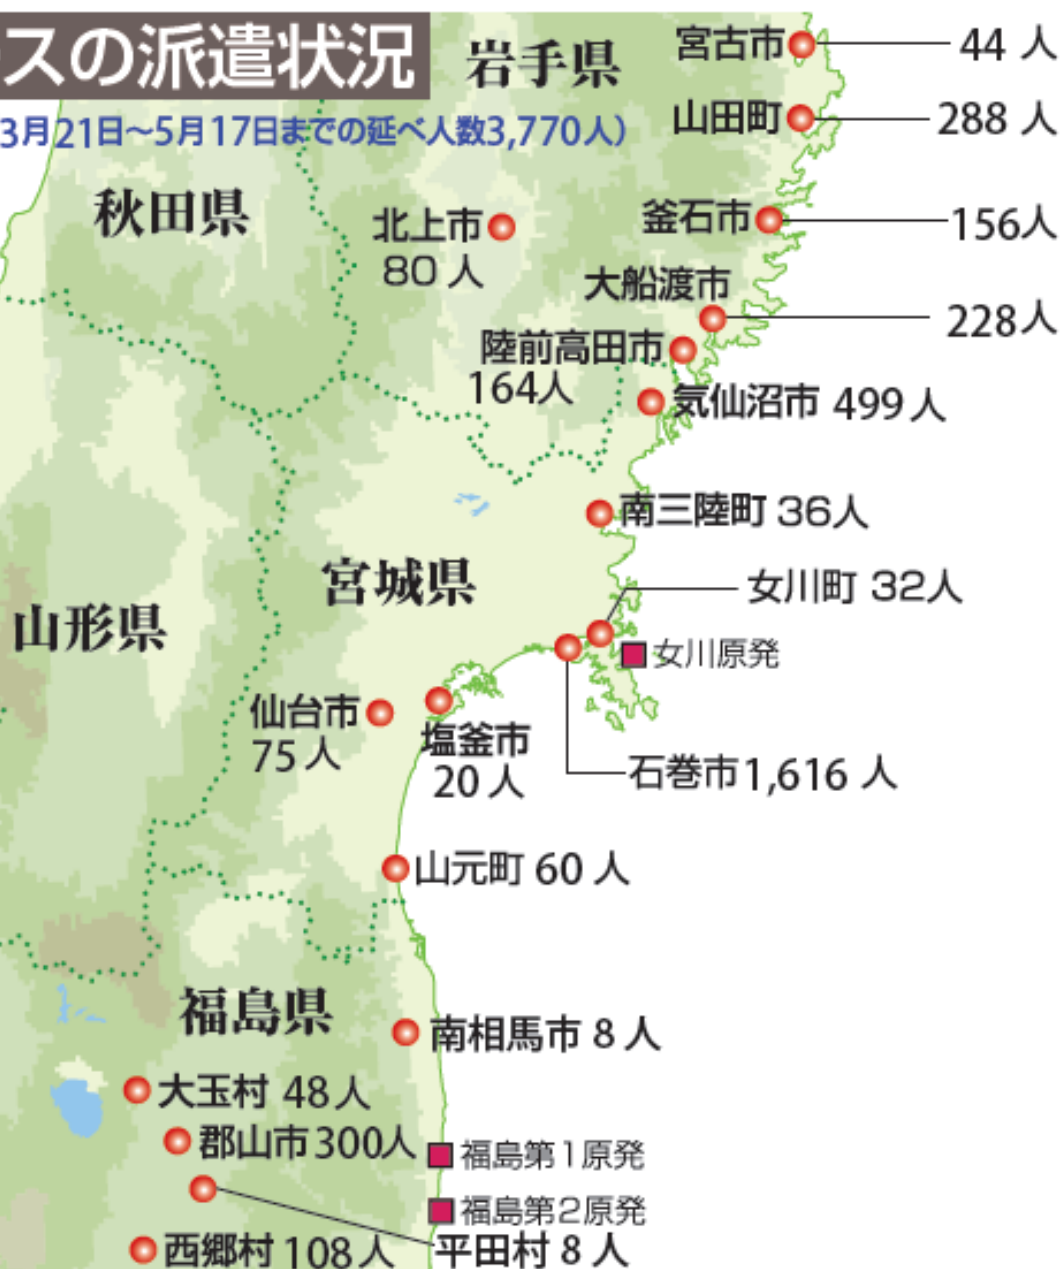 スの派遣状況
3月21日～5月17日までの延べ人数3,770人）
岩手県
宮古市 44 人
山田町 288 人
秋田県
釜石市 156人
北上市
80 人
大船渡市
228人
陸前高田市
164人
気仙沼市 499人
南三陸町 36人
宮城県
女川町 32人
山形県
女川原発
仙台市
75人
塩釜市
20人
石巻市1,616 人
山元町 60 人
福島県
南相馬市 8人
大玉村 48人
郡山市300人
福島第1原発
福島第2原発
西郷村 108人
平田村 8人